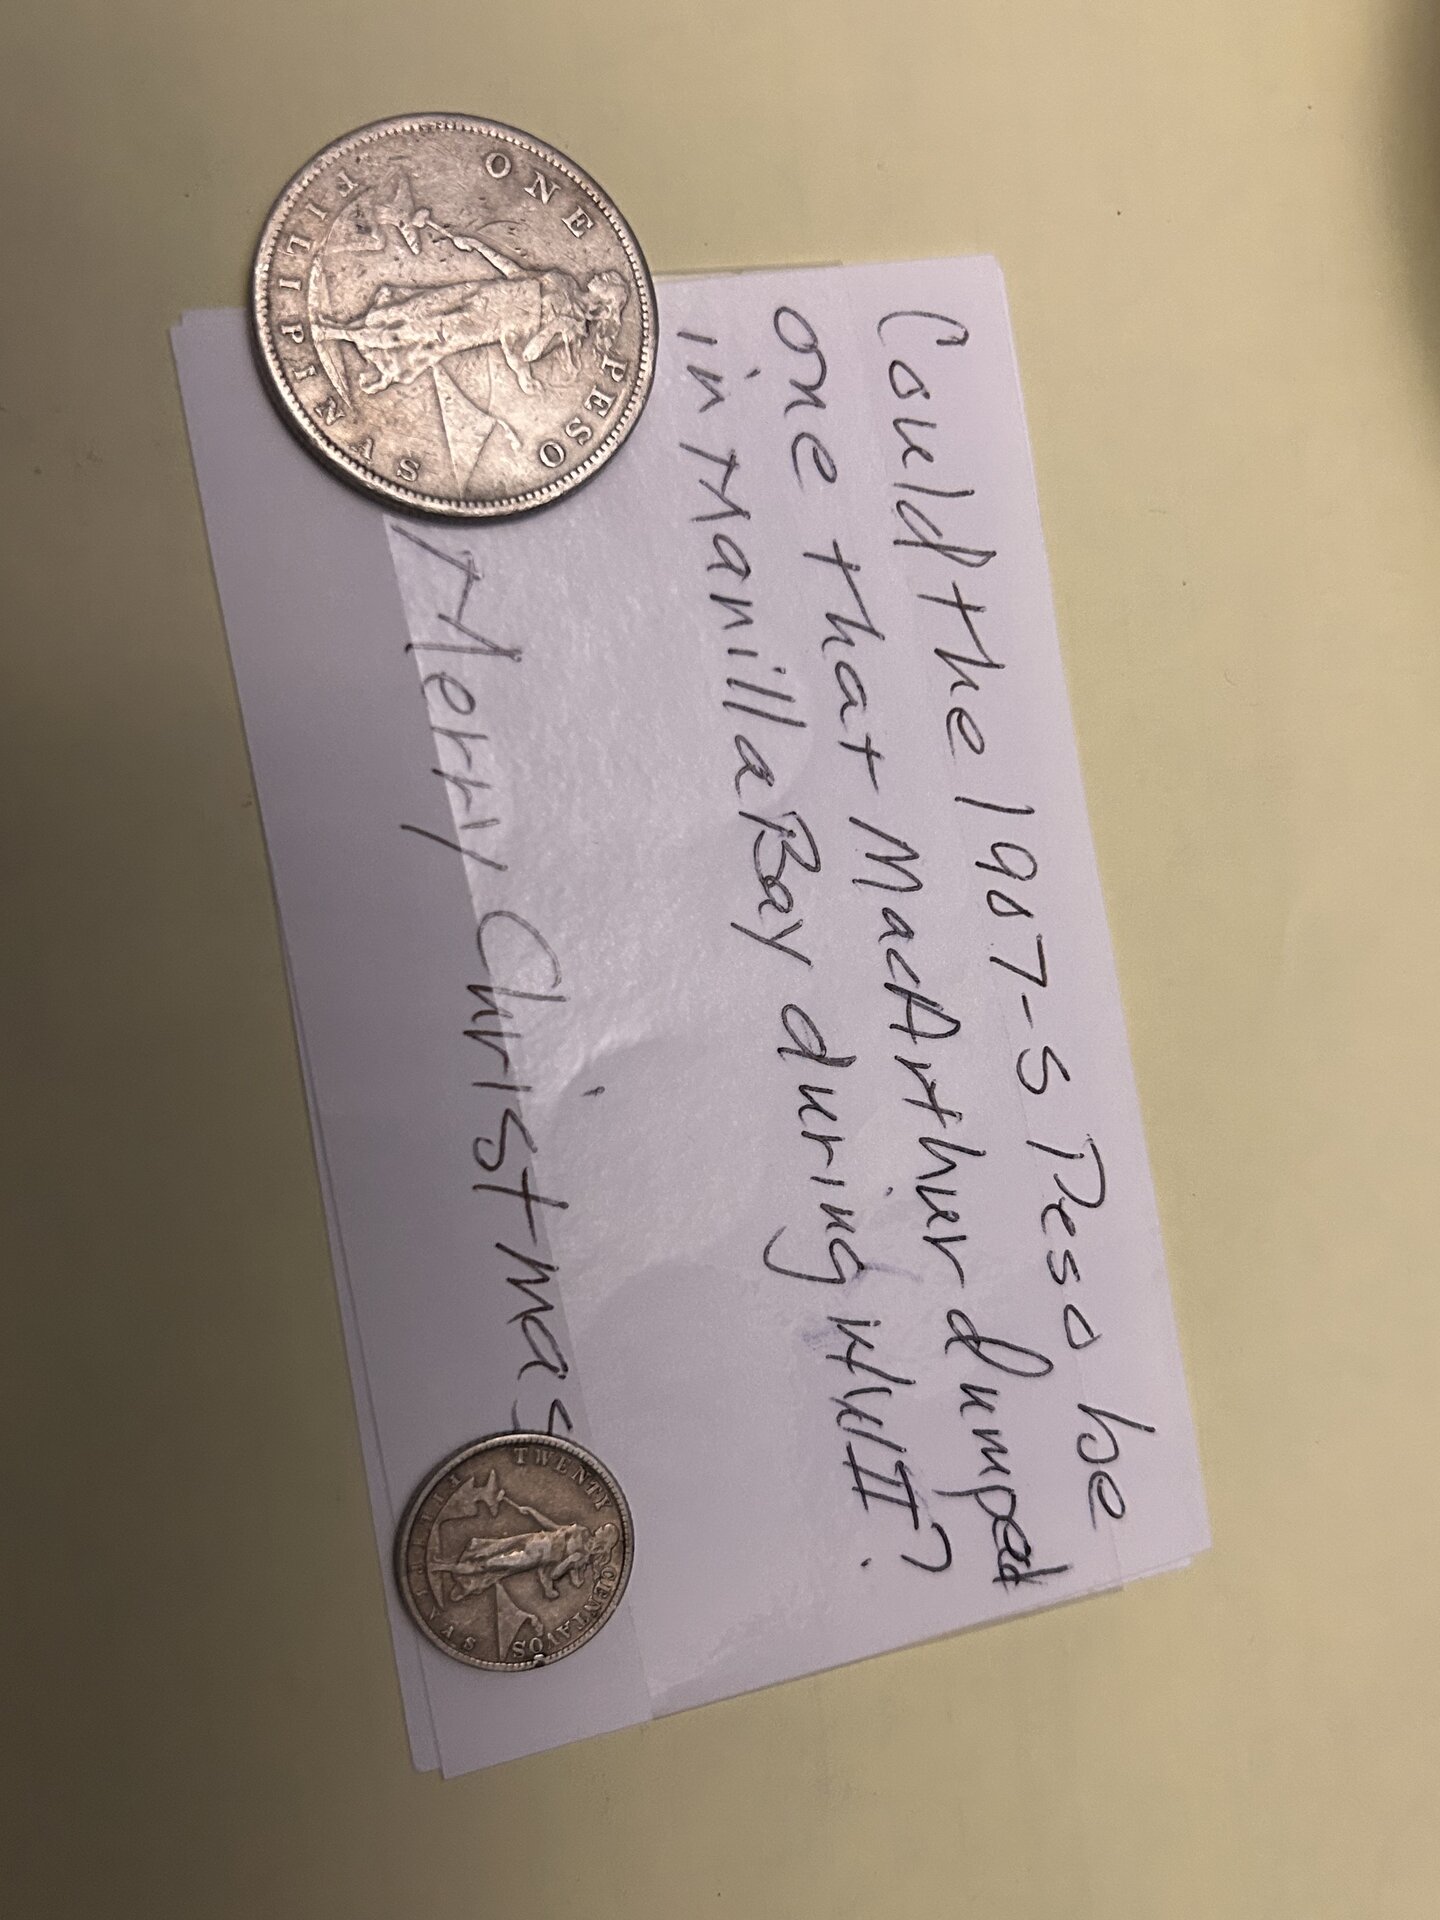 Could the 1907-S Peso be
one that MacArthur dumped
in Manilla Bay during WWII?
Merry Christmas
ONE PESO
FILIPINAS
TWENTY CENTAVOS
FILIPINAS